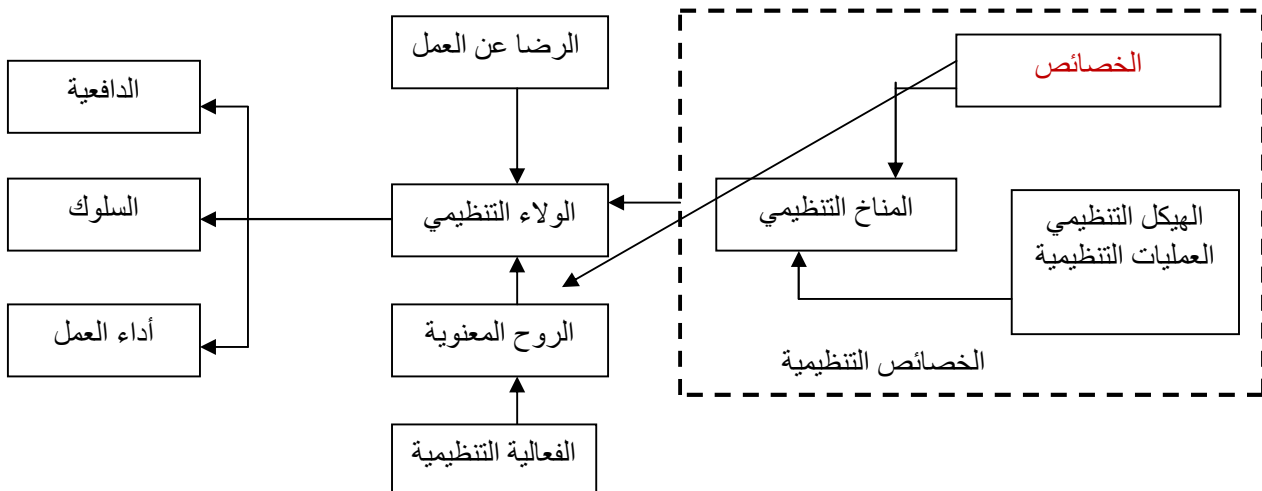 الرضا عن العمل
الخصائص
الدافعية
المناخ التنظيمي
الهيكل التنظيمي
العمليات التنظيمية
الولاء التنظيمي
السلوك
الروح المعنوية
أداء العمل
الخصائص التنظيمية
الفعالية التنظيمية